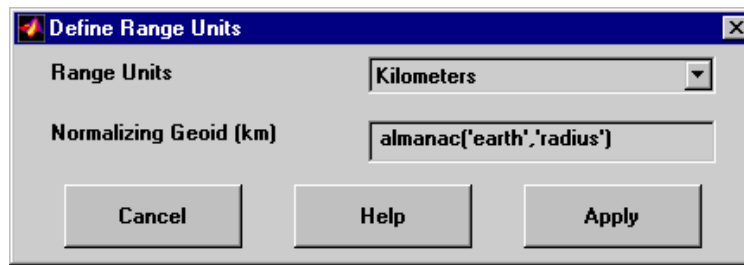 Define Range Units
Range Units Kilometers
Normalizing Geoid (km) almanac('earth','radius')
Cancel Help Apply